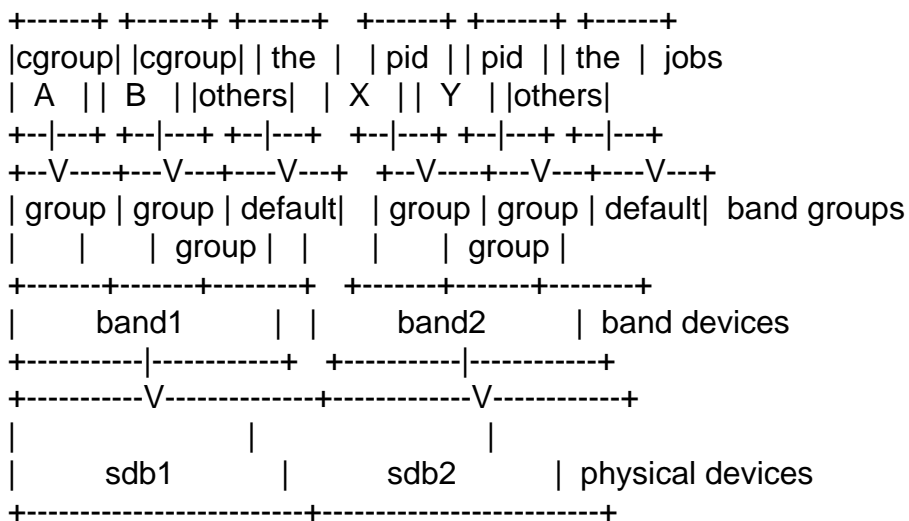 +------+ +------+ +------+   +------+ +------+ +------+
|cgroup| |cgroup| | the  |   | pid  | | pid  | | the  |  jobs
|  A   | |  B   | |others|   |  X   | |  Y   | |others|
+--|---+ +--|---+ +--|---+   +--|---+ +--|---+ +--|---+
+--V----+---V---+----V---+   +--V----+---V---+----V---+
| group | group | default|   | group | group | default|  band groups
|       |       |  group |   |       |       |  group |
+-------+-------+--------+   +-------+-------+--------+
|         band1          |   |         band2          |  band devices
+-----------|------------+   +-----------|------------+
+-----------V--------------+-------------V------------+
|                          |                          |
|          sdb1            |          sdb2            |  physical devices
+--------------------------+--------------------------+